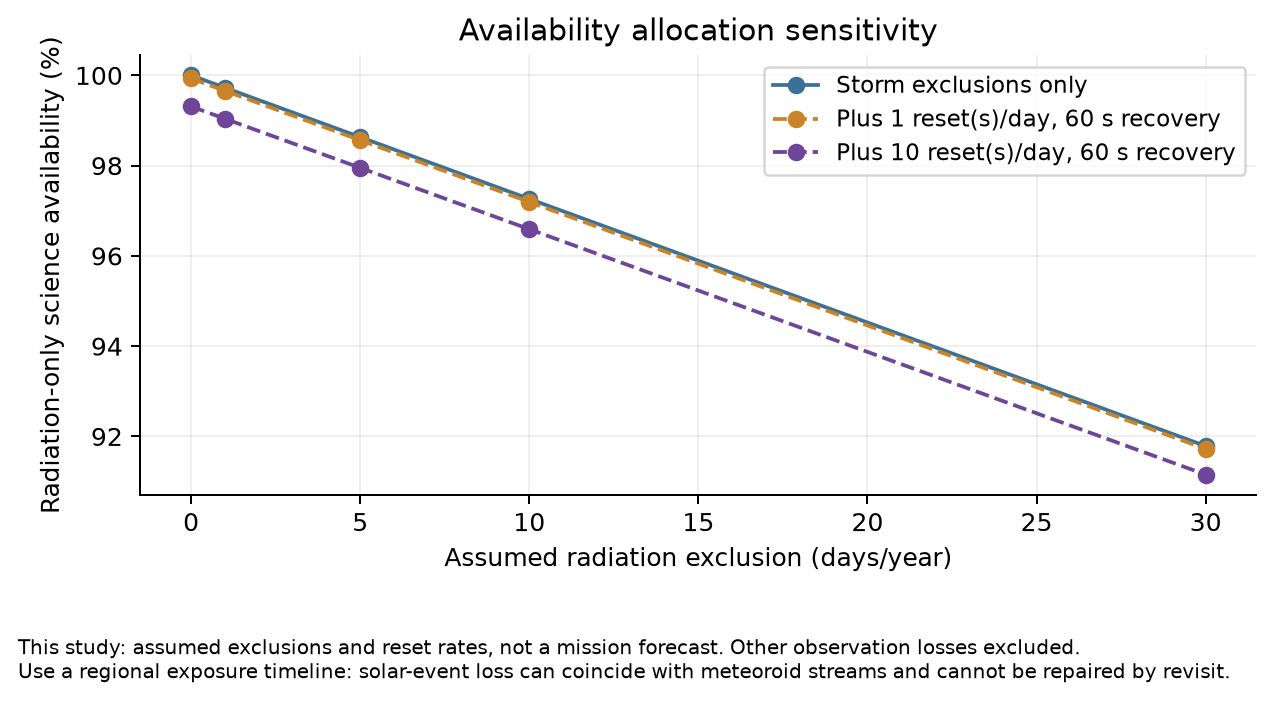 Availability allocation sensitivity
Radiation-only science availability (%)
100
98
96
94
92
Storm exclusions only
Plus 1 reset(s)/day, 60 s recovery
Plus 10 reset(s)/day, 60 s recovery
0 5 10 15 20 25 30
Assumed radiation exclusion (days/year)
This study: assumed exclusions and reset rates, not a mission forecast. Other observation losses excluded.
Use a regional exposure timeline: solar-event loss can coincide with meteoroid streams and cannot be repaired by revisit.